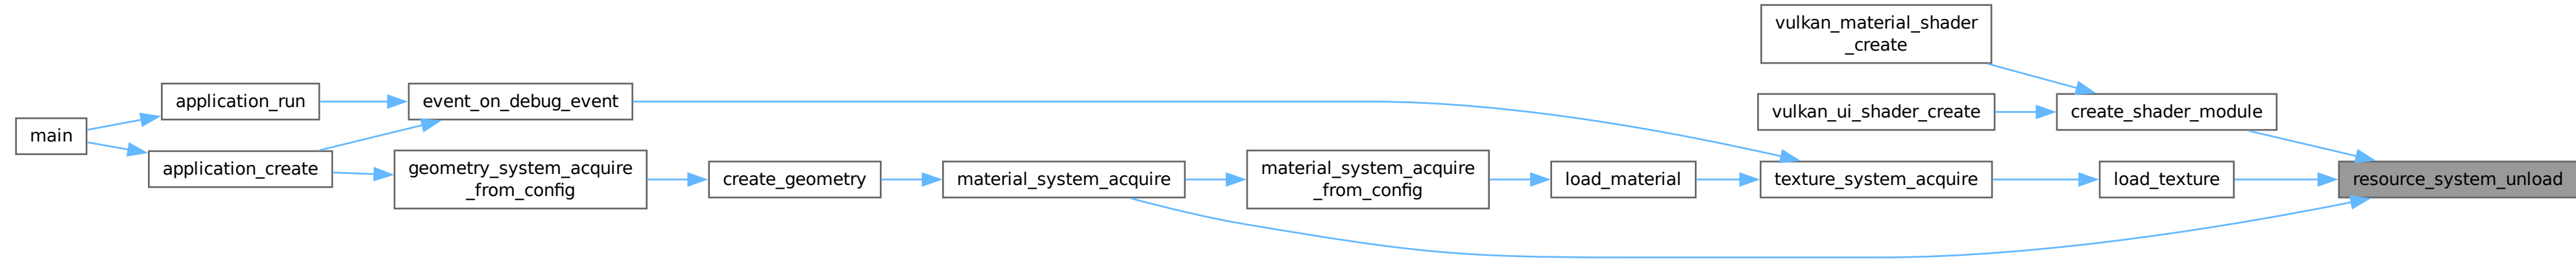 vulkan_material_shader
_create
application_run
event_on_debug_event
vulkan_ui_shader_create
create_shader_module
main
application_create
geometry_system_acquire
_from_config
create_geometry
material_system_acquire
material_system_acquire
_from_config
load_material
texture_system_acquire
load_texture
resource_system_unload